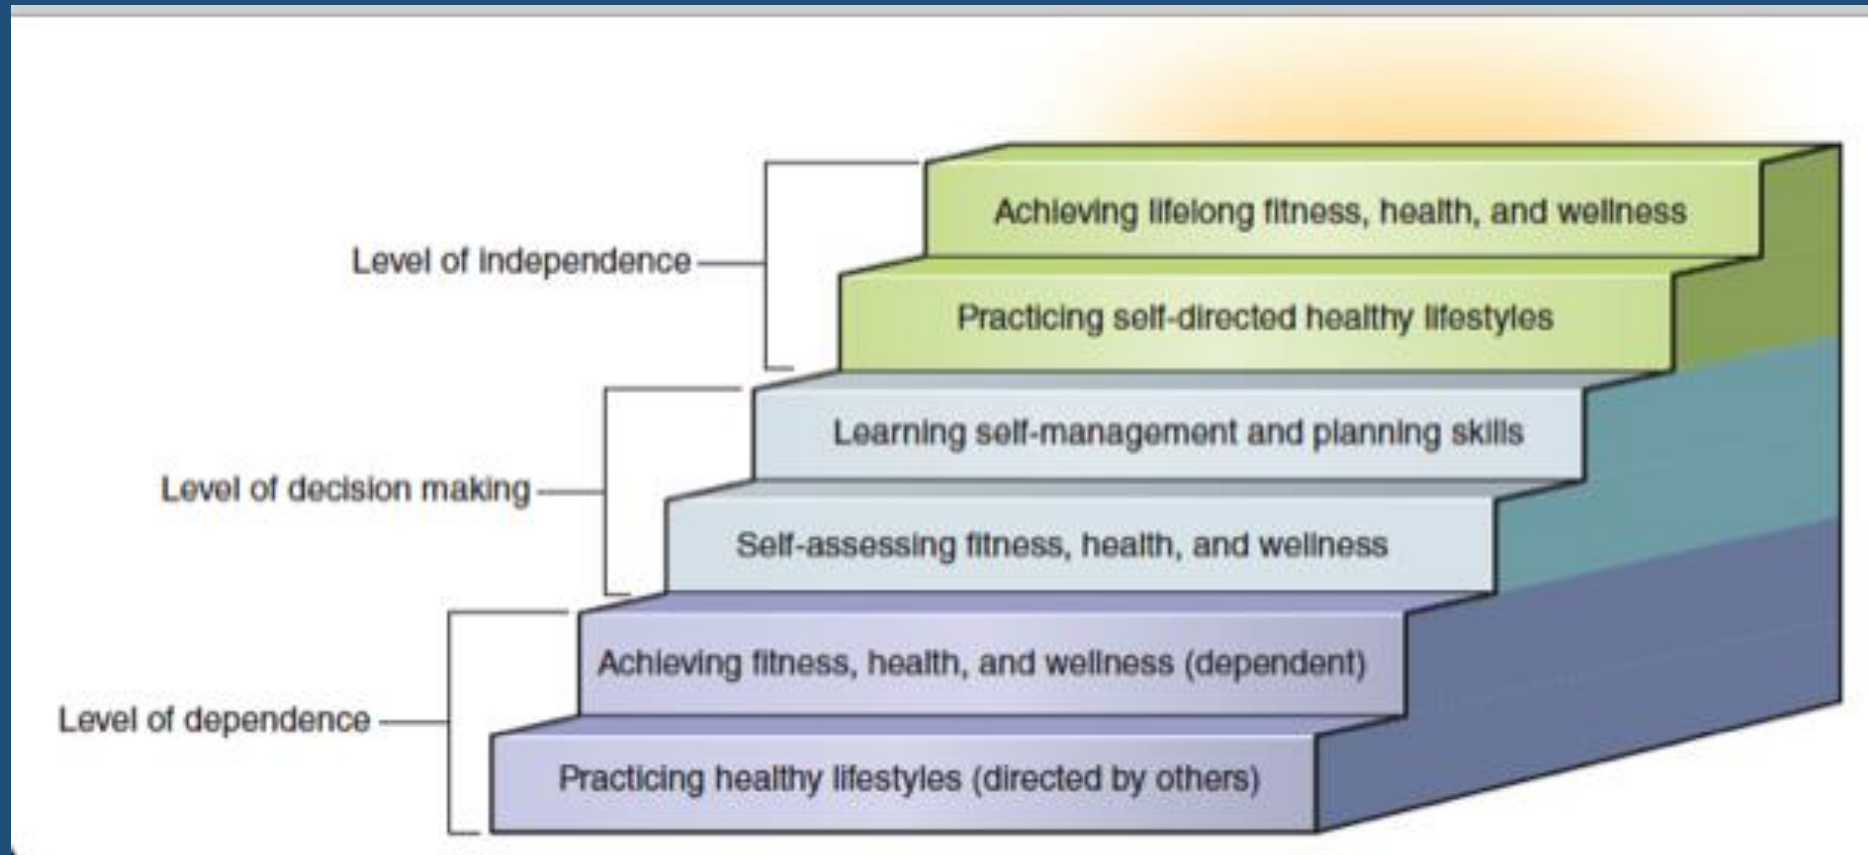 Achieving lifelong fitness, health, and wellness
Level of independence
Practicing self-directed healthy lifestyles
Learning self-management and planning skills
Level of decision making
Self-assessing fitness, health, and wellness
Achieving fitness, health, and wellness (dependent)
Level of dependence
Practicing healthy lifestyles (directed by others)